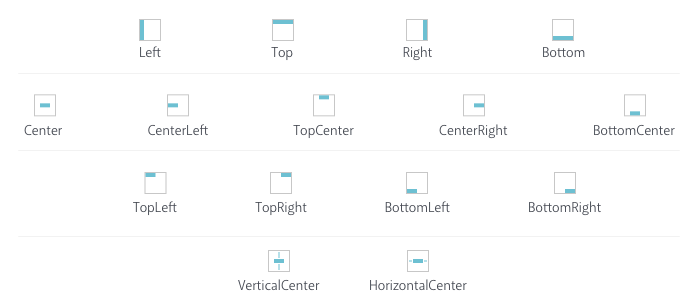 Left Top Right Bottom
Center CenterLeft TopCenter CenterRight BottomCenter
TopLeft TopRight BottomLeft BottomRight
VerticalCenter HorizontalCenter